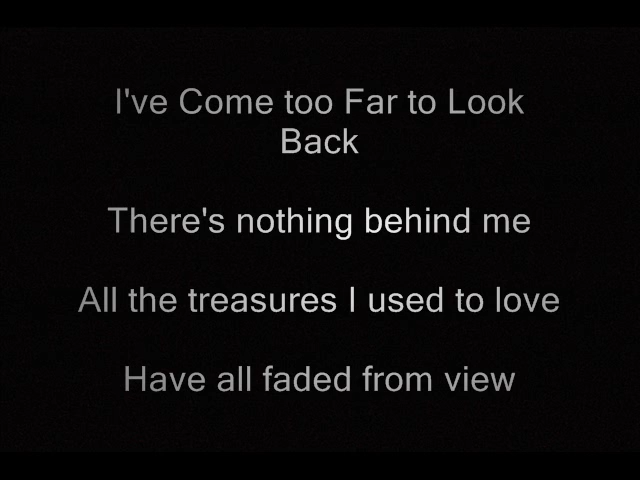 I've Come too Far to Look
Back
There's nothing behind me
All the treasures I used to love
Have all faded from view